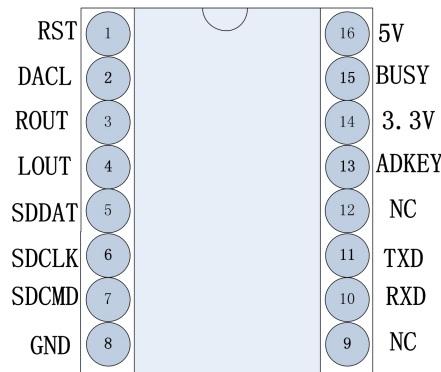 RST 1 16 5V
DACL 2 15 BUSY
ROUT 3 14 3.3V
LOUT 4 13 ADKEY
SDDAT 5 12 NC
SDCLK 6 11 TXD
SDCMD 7 10 RXD
GND 8 9 NC